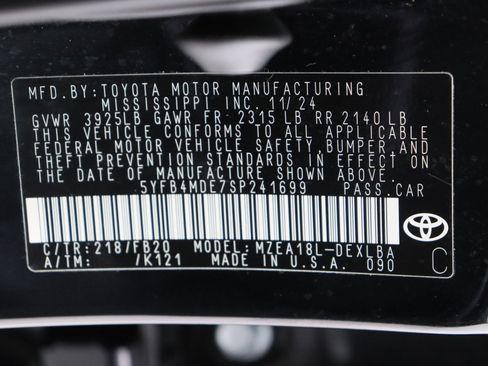 MFD.BY:TOYOTA MOTOR MANUFACTURING
MISSISSIPPI INC. 11/24
GVWR 3925LB GAWR FR 2315 LB RR 2140 LB
THIS VEHICLE CONFORMS TO ALL APPLICABLE
FEDERAL MOTOR VEHICLE SAFETY, BUMPER, AND
THEFT PREVENTION STANDARDS IN EFFECT ON
THE DATE OF MANUFACTURE SHOWN ABOVE.
5YFB4MDE7SP241699 PASS.CAR
C/TR:218/FB20 MODEL:MZEA18L-DEXLBA
A/TM: /K121 MADE IN U.S.A. 090
TOYOTA
C